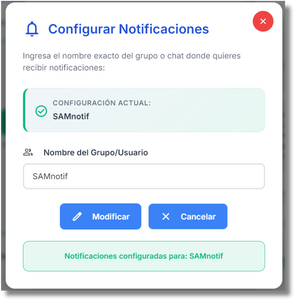 Configurar Notificaciones
Ingresa el nombre exacto del grupo o chat donde quieres
recibir notificaciones:
CONFIGURACIÓN ACTUAL:
SAMnotif
Nombre del Grupo/Usuario
SAMnotif
Modificar
Cancelar
Notificaciones configuradas para: SAMnotif